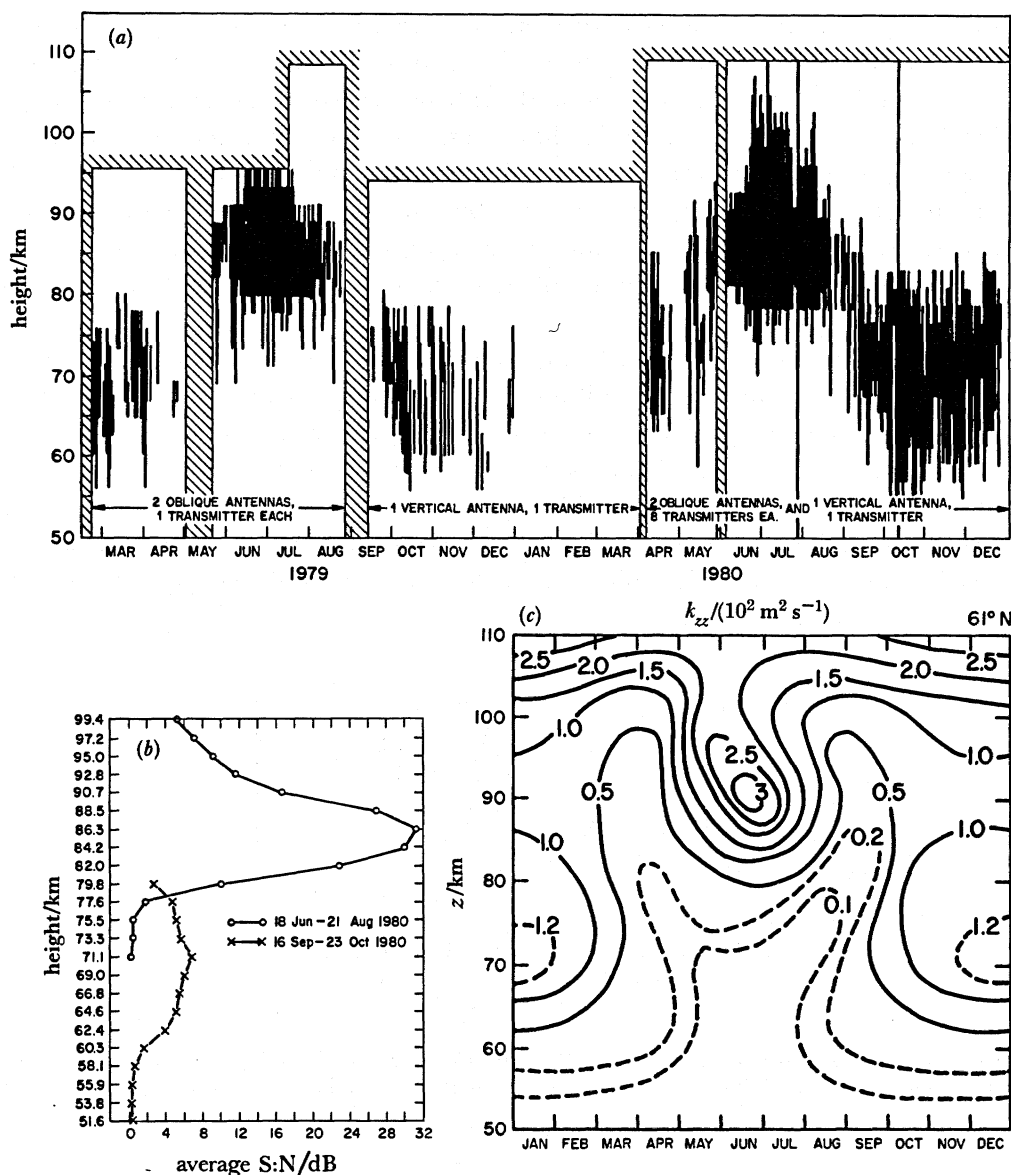 (a)
110
100
90
80
70
60
50
height/km
2 OBLIQUE ANTENNAS,
1 TRANSMITTER EACH
1 VERTICAL ANTENNA, 1 TRANSMITTER
2 OBLIQUE ANTENNAS, AND 1 VERTICAL ANTENNA,
8 TRANSMITTERS EA. 1 TRANSMITTER
MAR APR MAY JUN JUL AUG SEP OCT NOV DEC JAN FEB MAR APR MAY JUN JUL AUG SEP OCT NOV DEC
1979 1980
(b)
99.4
97.2
95.0
92.8
90.7
88.5
86.3
84.2
82.0
79.8
77.6
75.5
73.3
71.1
69.0
66.8
64.6
62.4
60.3
58.1
55.9
53.8
51.6
height/km
18 Jun-21 Aug 1980
16 Sep-23 Oct 1980
0 4 8 12 16 20 24 28 32
average S:N/dB
(c) k_zz/(10² m² s⁻¹) 61° N
110
100
90
80
70
60
50
z/km
2.5 2.0 1.5 1.5 2.0 2.5
1.0 2.5 1.0
0.5 3 0.5
1.0 0.2 1.0
0.1
1.2 1.2
JAN FEB MAR APR MAY JUN JUL AUG SEP OCT NOV DEC